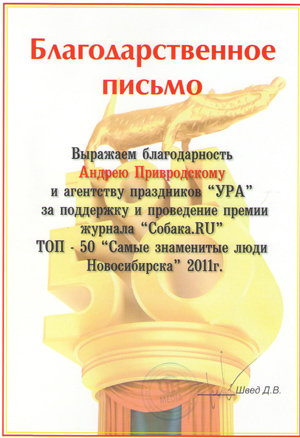 Благодарственное
письмо
Выражаем благодарность
Андрею Привродскому
и агентству праздников “УРА”
за поддержку и проведение премии
журнала “Собака.RU”
ТОП - 50 “Самые знаменитые люди
Новосибирска” 2011г.
Швед Д.В.